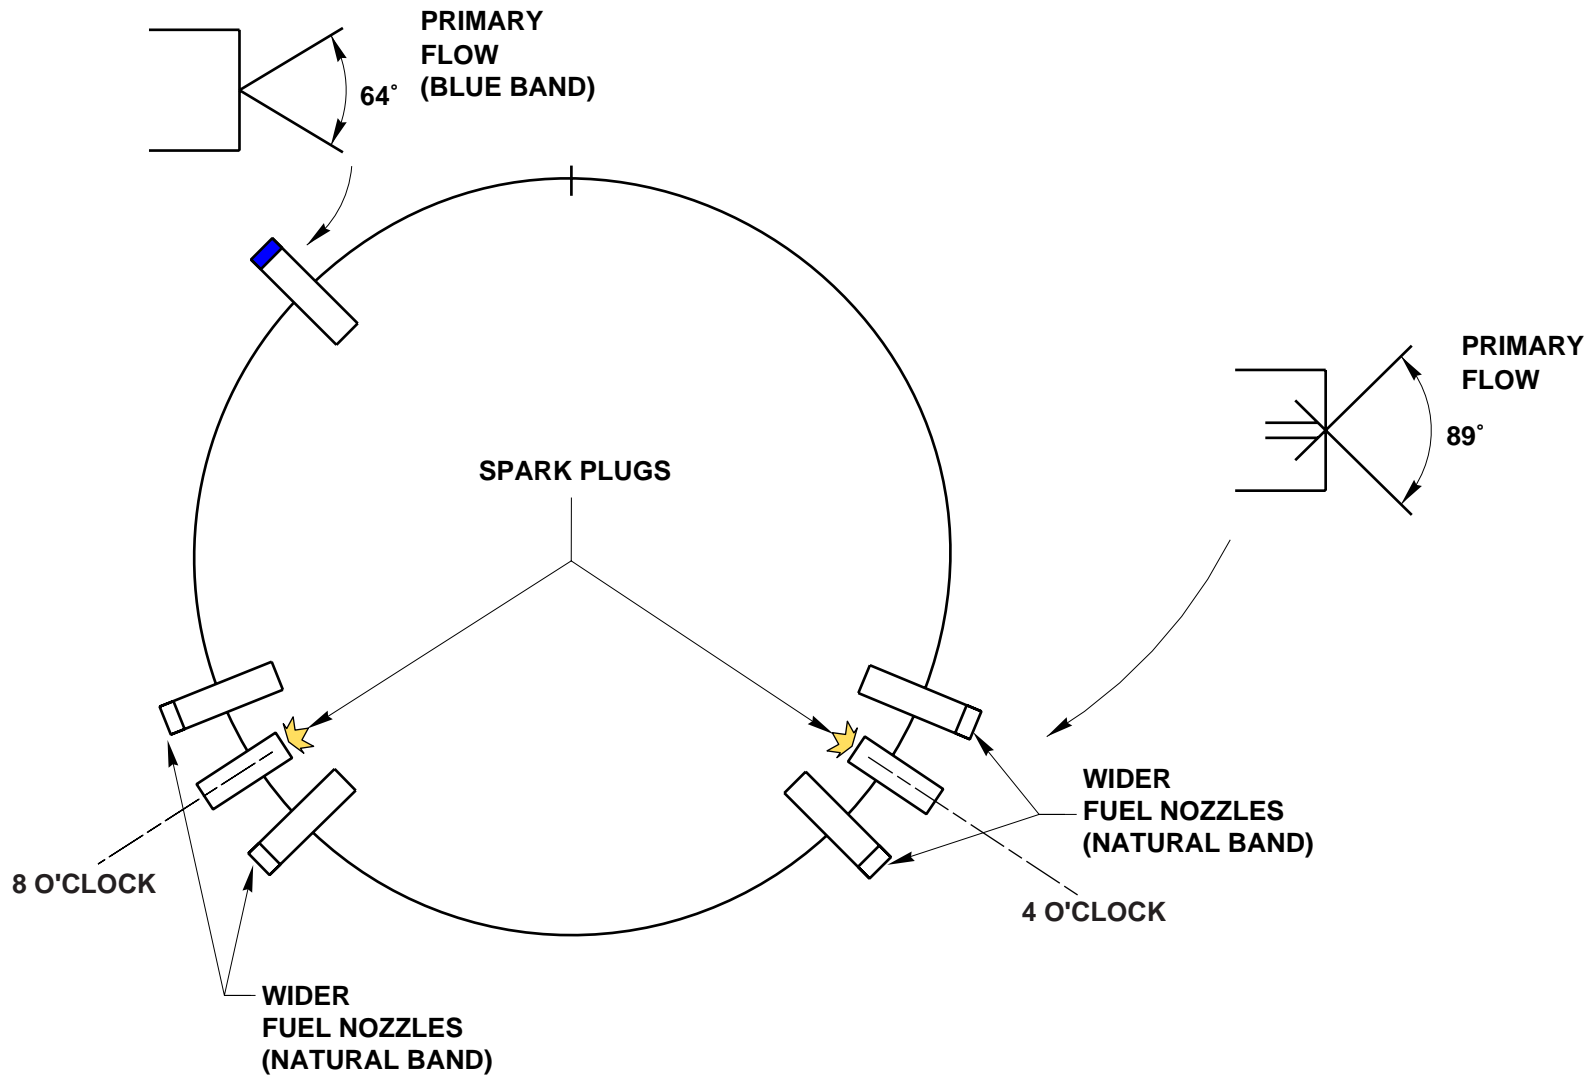 PRIMARY
FLOW
(BLUE BAND)
64°
PRIMARY
FLOW
89°
SPARK PLUGS
WIDER
FUEL NOZZLES
(NATURAL BAND)
8 O'CLOCK
4 O'CLOCK
WIDER
FUEL NOZZLES
(NATURAL BAND)